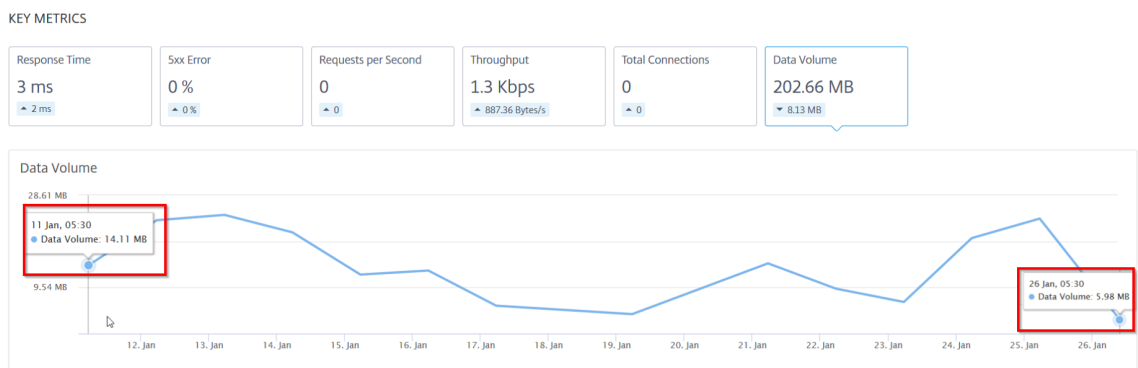 KEY METRICS
Response Time
3 ms
2 ms
5xx Error
0 %
0 %
Requests per Second
0
0
Throughput
1.3 Kbps
887.36 Bytes/s
Total Connections
0
0
Data Volume
202.66 MB
8.13 MB
Data Volume
28.61 MB
11 Jan, 05:30
Data Volume: 14.11 MB
9.54 MB
26 Jan, 05:30
Data Volume: 5.98 MB
12. Jan
13. Jan
14. Jan
15. Jan
16. Jan
17. Jan
18. Jan
19. Jan
20. Jan
21. Jan
22. Jan
23. Jan
24. Jan
25. Jan
26. Jan